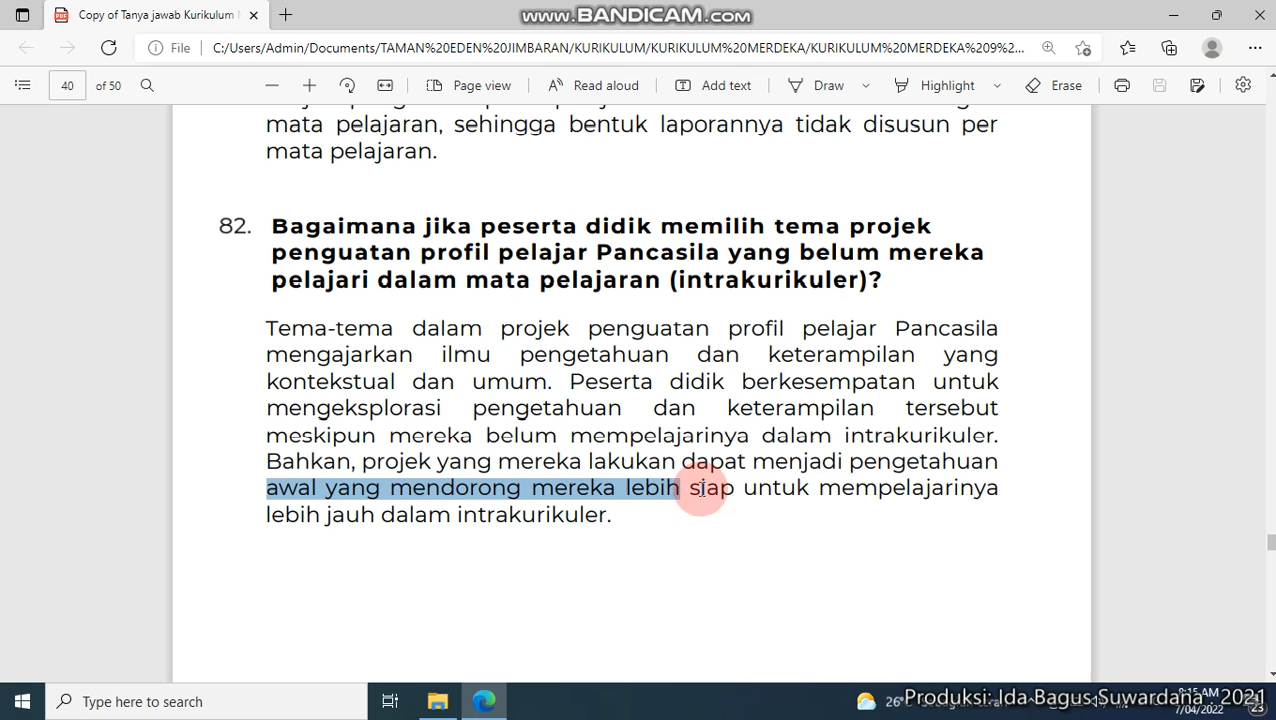 www.BANDICAM.com
Copy of Tanya jawab Kurikulum
File
C:/Users/Admin/Documents/TAMAN%20EDEN%20JIMBARAN/KURIKULUM/KURIKULUM%20MERDEKA/KURIKULUM%20MERDEKA%209%2...
40 of 50
Page view
Read aloud
Add text
Draw
Highlight
Erase
mata pelajaran, sehingga bentuk laporannya tidak disusun per
mata pelajaran.
82. Bagaimana jika peserta didik memilih tema projek
penguatan profil pelajar Pancasila yang belum mereka
pelajari dalam mata pelajaran (intrakurikuler)?
Tema-tema dalam projek penguatan profil pelajar Pancasila
mengajarkan ilmu pengetahuan dan keterampilan yang
kontekstual dan umum. Peserta didik berkesempatan untuk
mengeksplorasi pengetahuan dan keterampilan tersebut
meskipun mereka belum mempelajarinya dalam intrakurikuler.
Bahkan, projek yang mereka lakukan dapat menjadi pengetahuan
awal yang mendorong mereka lebih siap untuk mempelajarinya
lebih jauh dalam intrakurikuler.
Type here to search
26°
Produksi: Ida Bagus Suwardana - 2021
7/04/2022
23